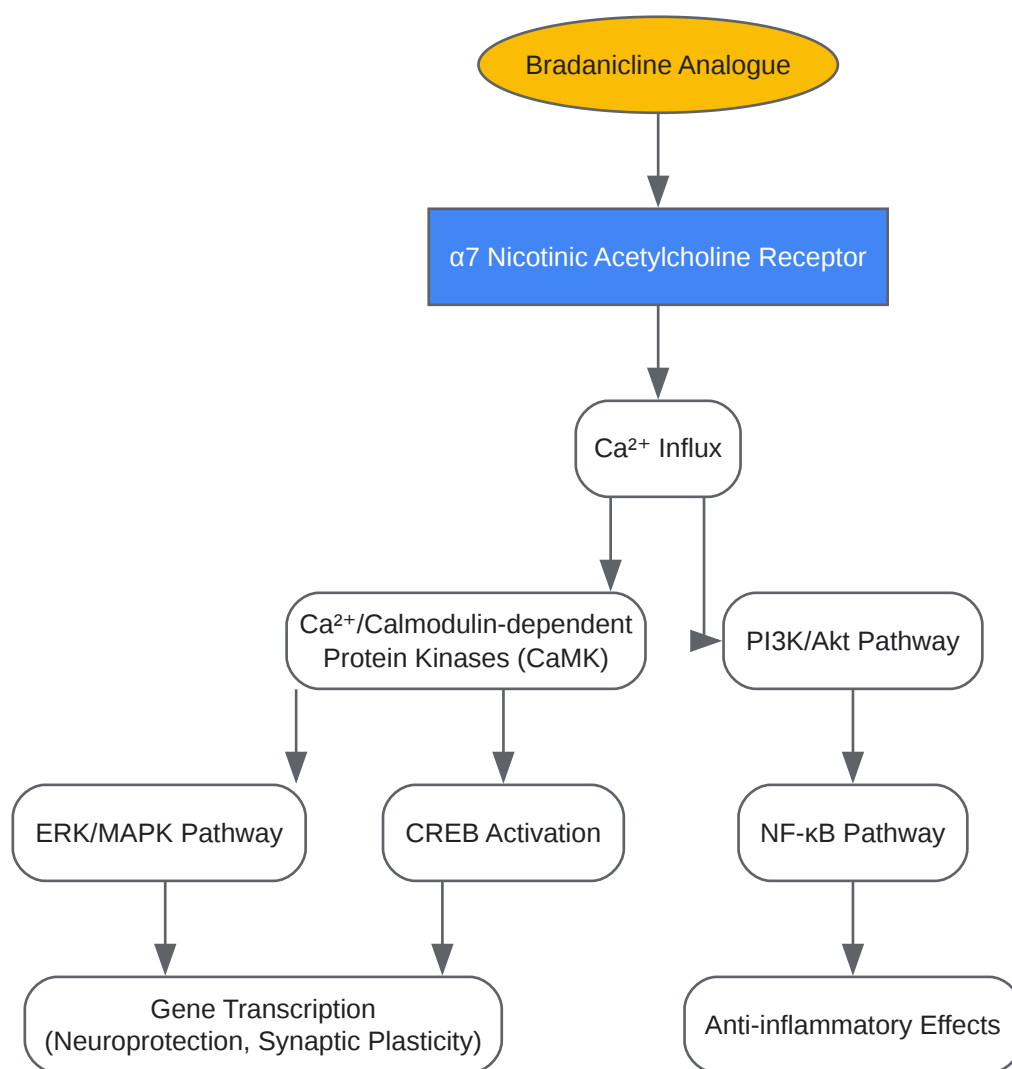 Bradanicline Analogue
α7 Nicotinic Acetylcholine Receptor
Ca²⁺ Influx
Ca²⁺/Calmodulin-dependent
Protein Kinases (CaMK)
PI3K/Akt Pathway
ERK/MAPK Pathway
CREB Activation
NF-κB Pathway
Gene Transcription
(Neuroprotection, Synaptic Plasticity)
Anti-inflammatory Effects